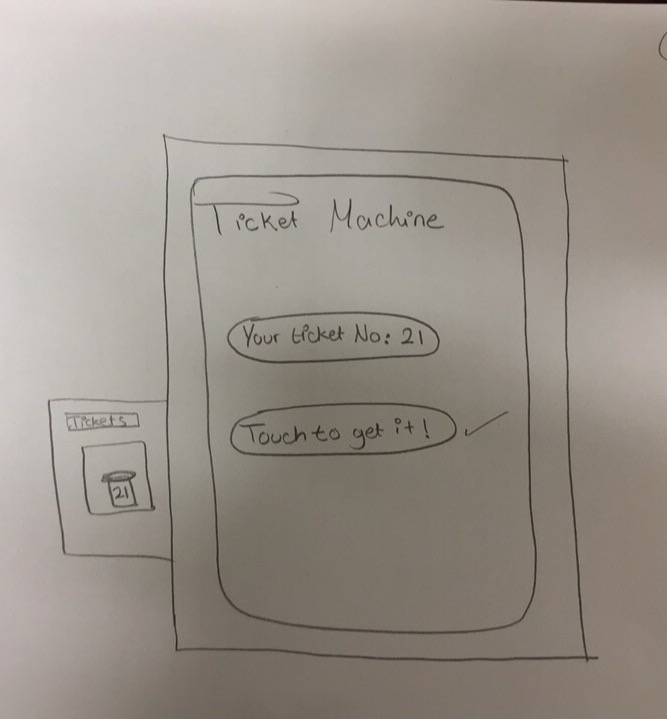 Ticket Machine
Your ticket No: 21
Touch to get it!
Tickets
21